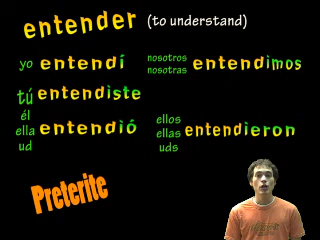 entender (to understand)
yo entendí
nosotros
nosotras entendimos
tú entendiste
él
ella entendió
ud
ellos
ellas entendieron
uds
Preterite